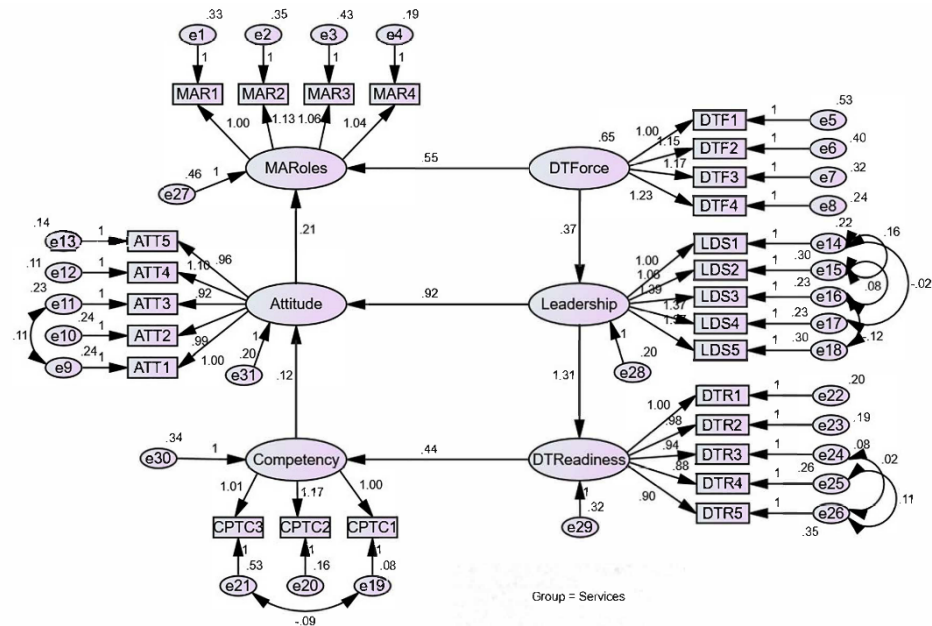 .33 .35 .43 .19
e1 e2 e3 e4
1 1 1 1
MAR1 MAR2 MAR3 MAR4
1.00 1.13 1.06 1.04
MARoles
.46 1
e27
.55
.65
DTForce
1.00 DTF1 1 e5 .53
1.15 DTF2 1 e6 .40
1.17 DTF3 1 e7 .32
1.23 DTF4 1 e8 .24
.21
.37
.14 e13 1 ATT5 .96
.11 e12 1 ATT4 1.10
.23 e11 1 ATT3 .92
.24 e10 1 ATT2 .99
.24 e9 1 ATT1 1.00
.11
Attitude
1
.20
e31
.92
Leadership
1
.20
e28
1.00 LDS1 1 e14 .22
1.06 LDS2 1 e15 .30
1.39 LDS3 1 e16 .23
1.37 LDS4 1 e17 .23
LDS5 1 e18 .30
.16
.08
-.02
-.12
.12
1.31
.34
e30 1
Competency
.44
DTReadiness
1
.32
e29
1.00 DTR1 1 e22 .20
.98 DTR2 1 e23 .19
.94 DTR3 1 e24 .08
.88 DTR4 1 e25 .26
.90 DTR5 1 e26 .35
.02
.11
1.01 1.17 1.00
CPTC3 CPTC2 CPTC1
1 1 1
.53 .16 .08
e21 e20 e19
-.09
Group = Services